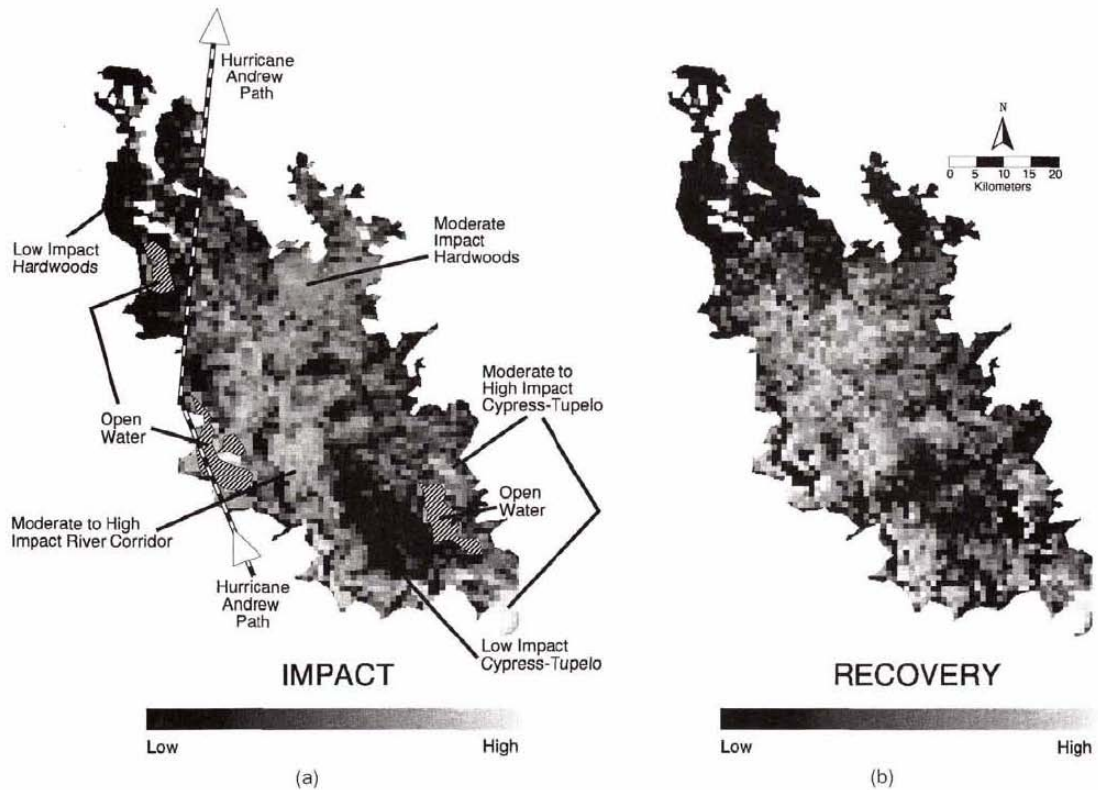 Hurricane
Andrew
Path
N
0 5 10 15 20
Kilometers
Low Impact
Hardwoods
Moderate
Impact
Hardwoods
Moderate to
High Impact
Cypress-Tupelo
Open
Water
Open
Water
Moderate to High
Impact River Corridor
Hurricane
Andrew
Path
Low Impact
Cypress-Tupelo
IMPACT
Low High
(a)
RECOVERY
Low High
(b)